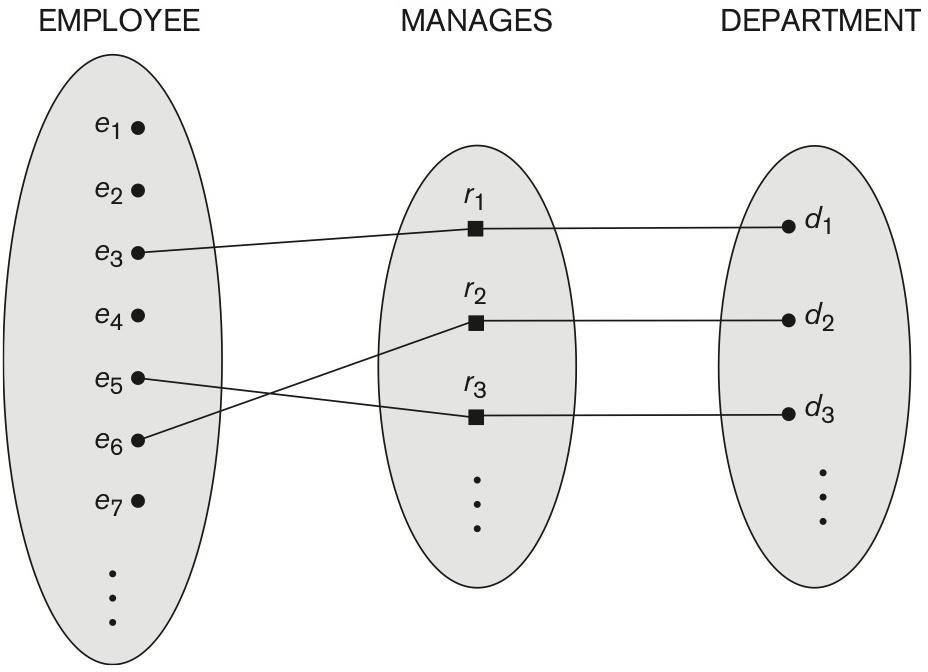 EMPLOYEE MANAGES DEPARTMENT
e1
e2
e3
e4
e5
e6
e7
r1
r2
r3
d1
d2
d3